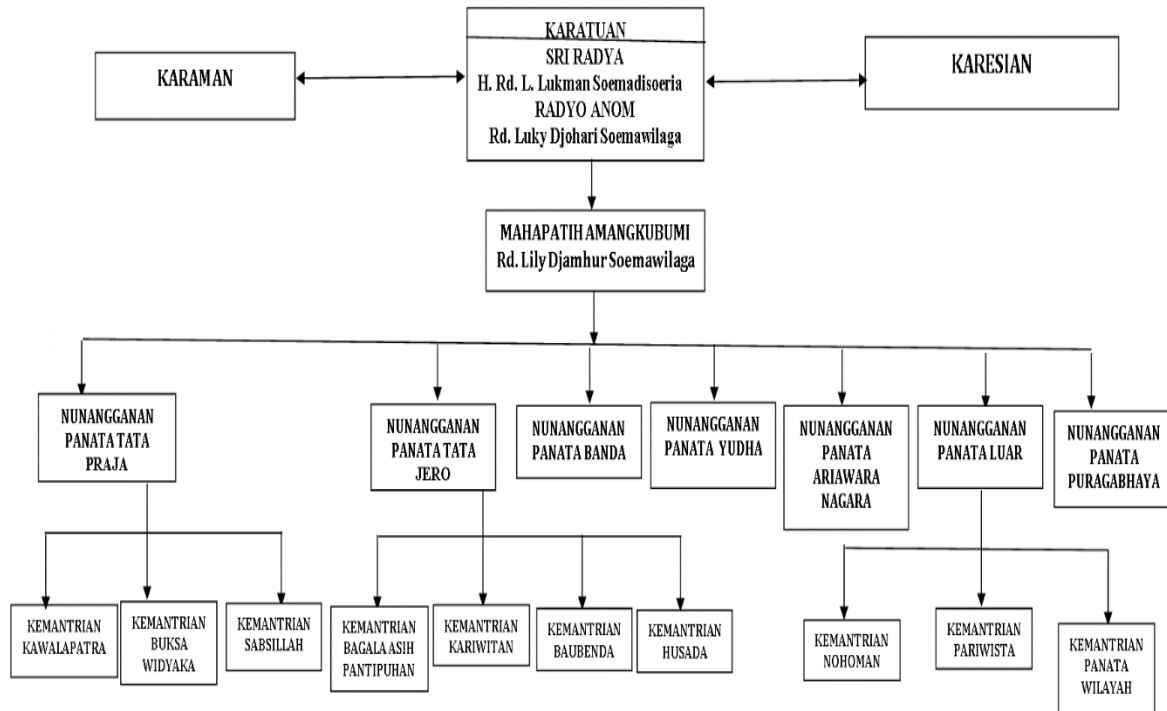 KARATUAN
SRI RADYA
H. Rd. L. Lukman Soemadisoeria
RADYO ANOM
Rd. Luky Djohari Soemawilaga
KARAMAN
KARESIAN
MAHAPATIH AMANGKUBUMI
Rd. Lily Djamhur Soemawilaga
NUNANGGANAN
PANATA TATA
PRAJA
NUNANGGANAN
PANATA TATA
JERO
NUNANGGANAN
PANATA BANDA
NUNANGGANAN
PANATA YUDHA
NUNANGGANAN
PANATA
ARIAWARA
NAGARA
NUNANGGANAN
PANATA LUAR
NUNANGGANAN
PANATA
PURAGABHAYA
KEMANTRIAN
KAWALAPATRA
KEMANTRIAN
BUKSA
WIDYAKA
KEMANTRIAN
SABSILLAH
KEMANTRIAN
BAGALA ASIH
PANTIPUHAN
KEMANTRIAN
KARIWITAN
KEMANTRIAN
BAUBENDA
KEMANTRIAN
HUSADA
KEMANTRIAN
NOHOMAN
KEMANTRIAN
PARIWISTA
KEMANTRIAN
PANATA
WILAYAH